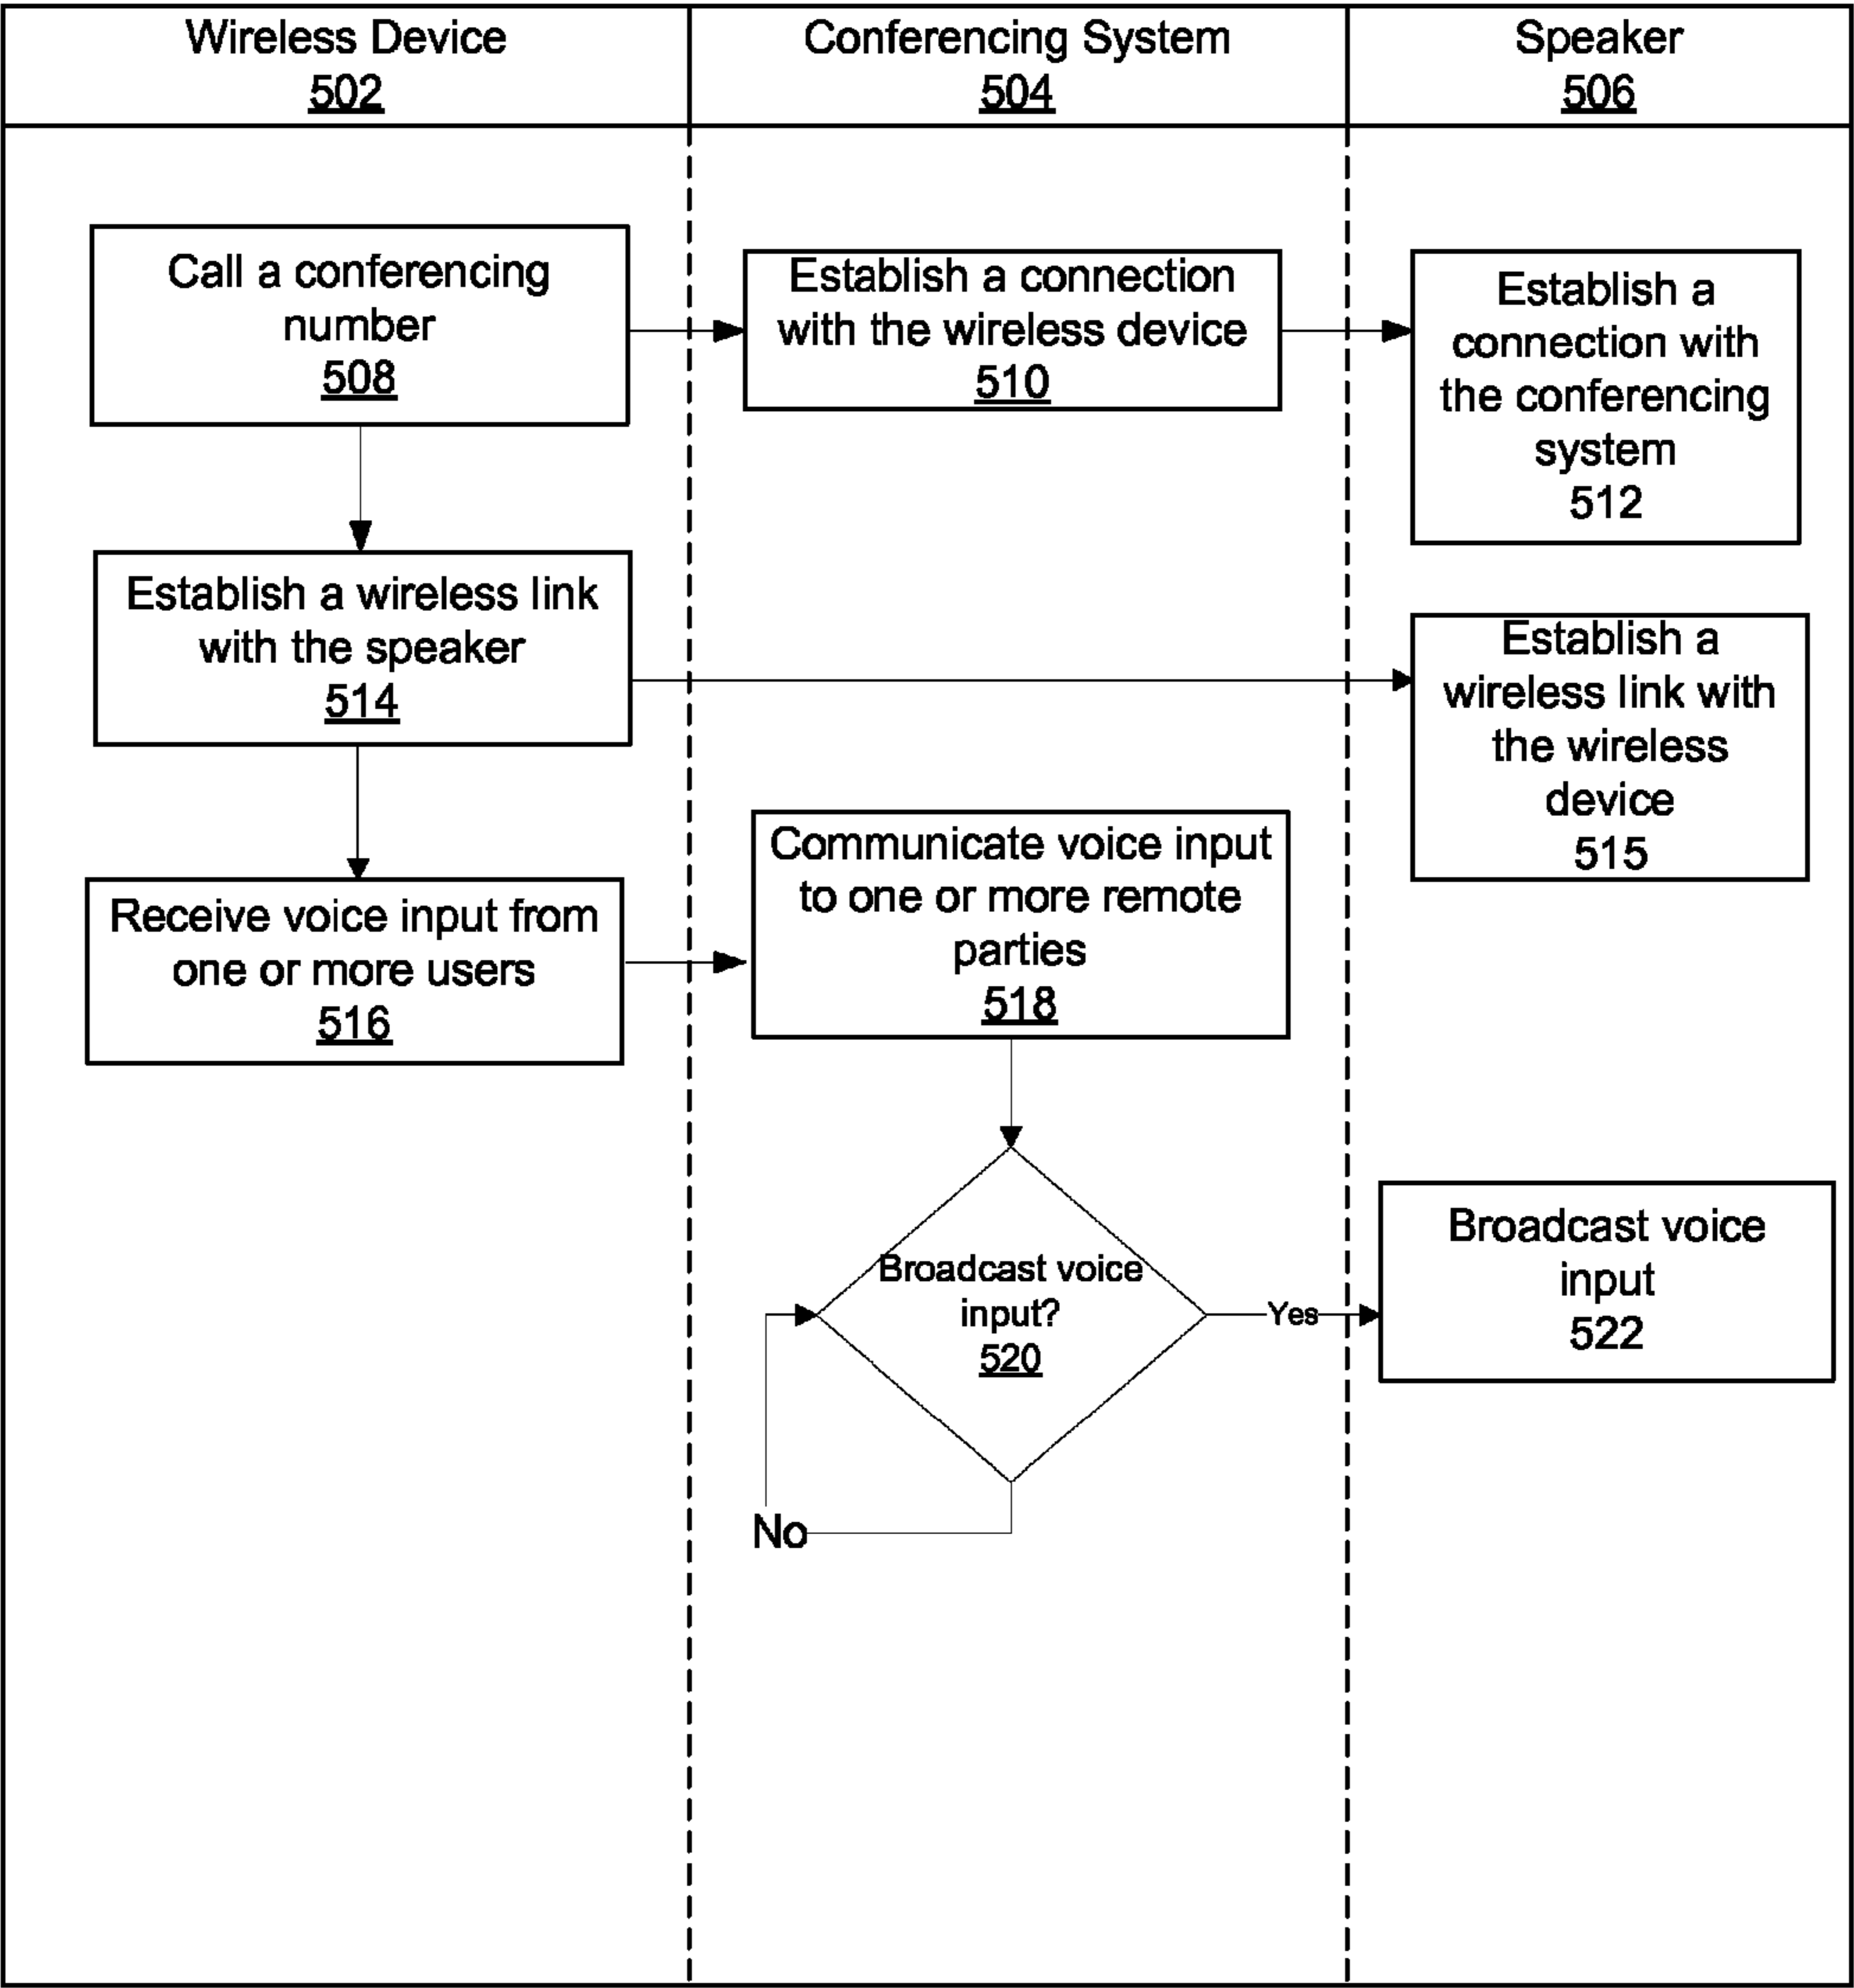 Wireless Device
502
Conferencing System
504
Speaker
506
Call a conferencing
number
508
Establish a connection
with the wireless device
510
Establish a
connection with
the conferencing
system
512
Establish a wireless link
with the speaker
514
Establish a
wireless link with
the wireless
device
515
Receive voice input from
one or more users
516
Communicate voice input
to one or more remote
parties
518
Broadcast voice
input?
520
Yes
No
Broadcast voice
input
522